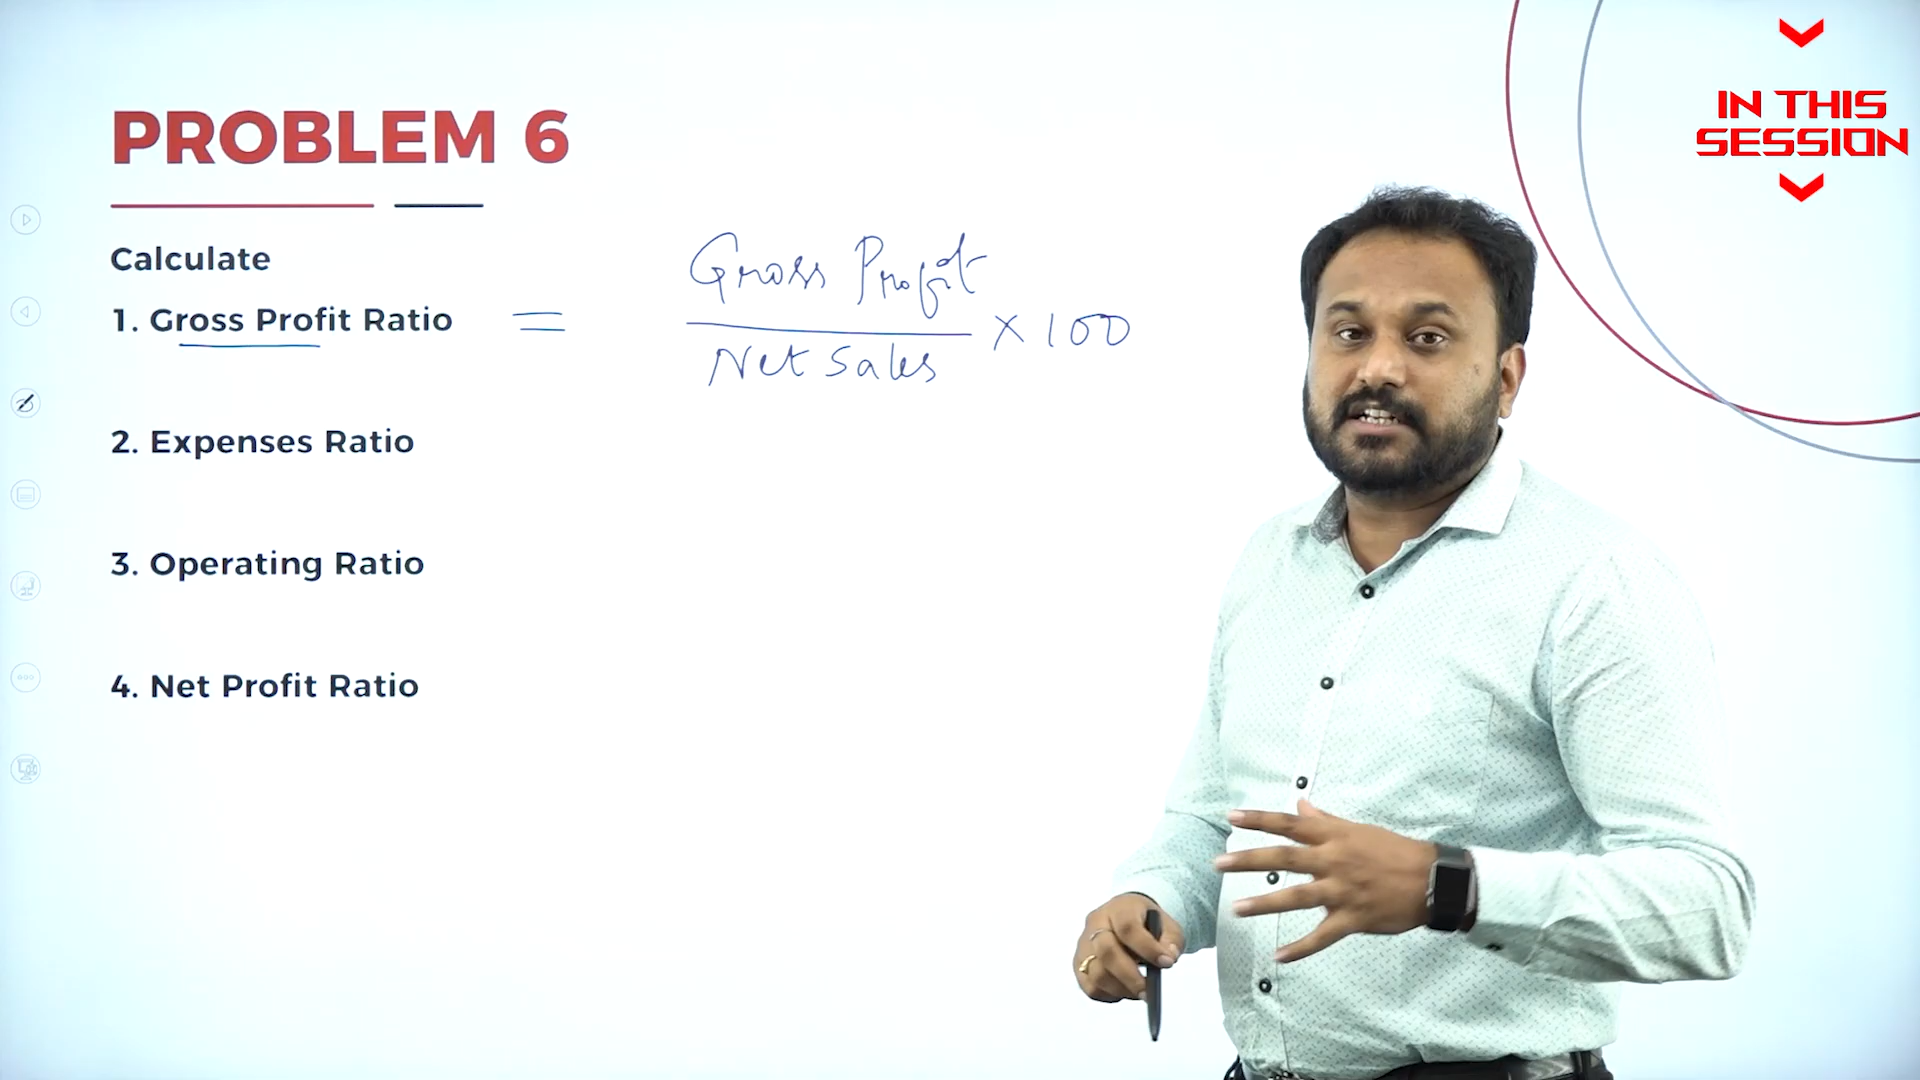 PROBLEM 6
IN THIS
SESSION
Calculate
1. Gross Profit Ratio = Gross Profit
Net Sales × 100
2. Expenses Ratio
3. Operating Ratio
4. Net Profit Ratio